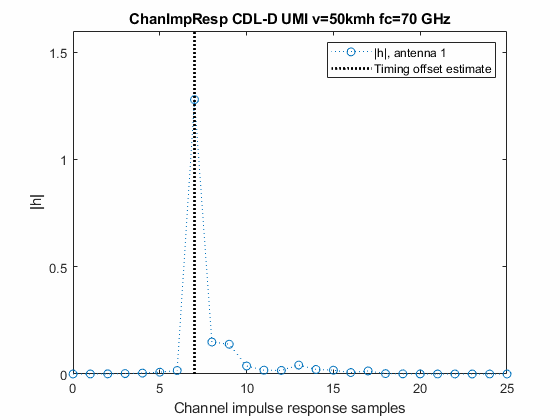 ChanImpResp CDL-D UMI v=50kmh fc=70 GHz
|h|, antenna 1
Timing offset estimate
1.5
1
0.5
0
|h|
0 5 10 15 20 25
Channel impulse response samples